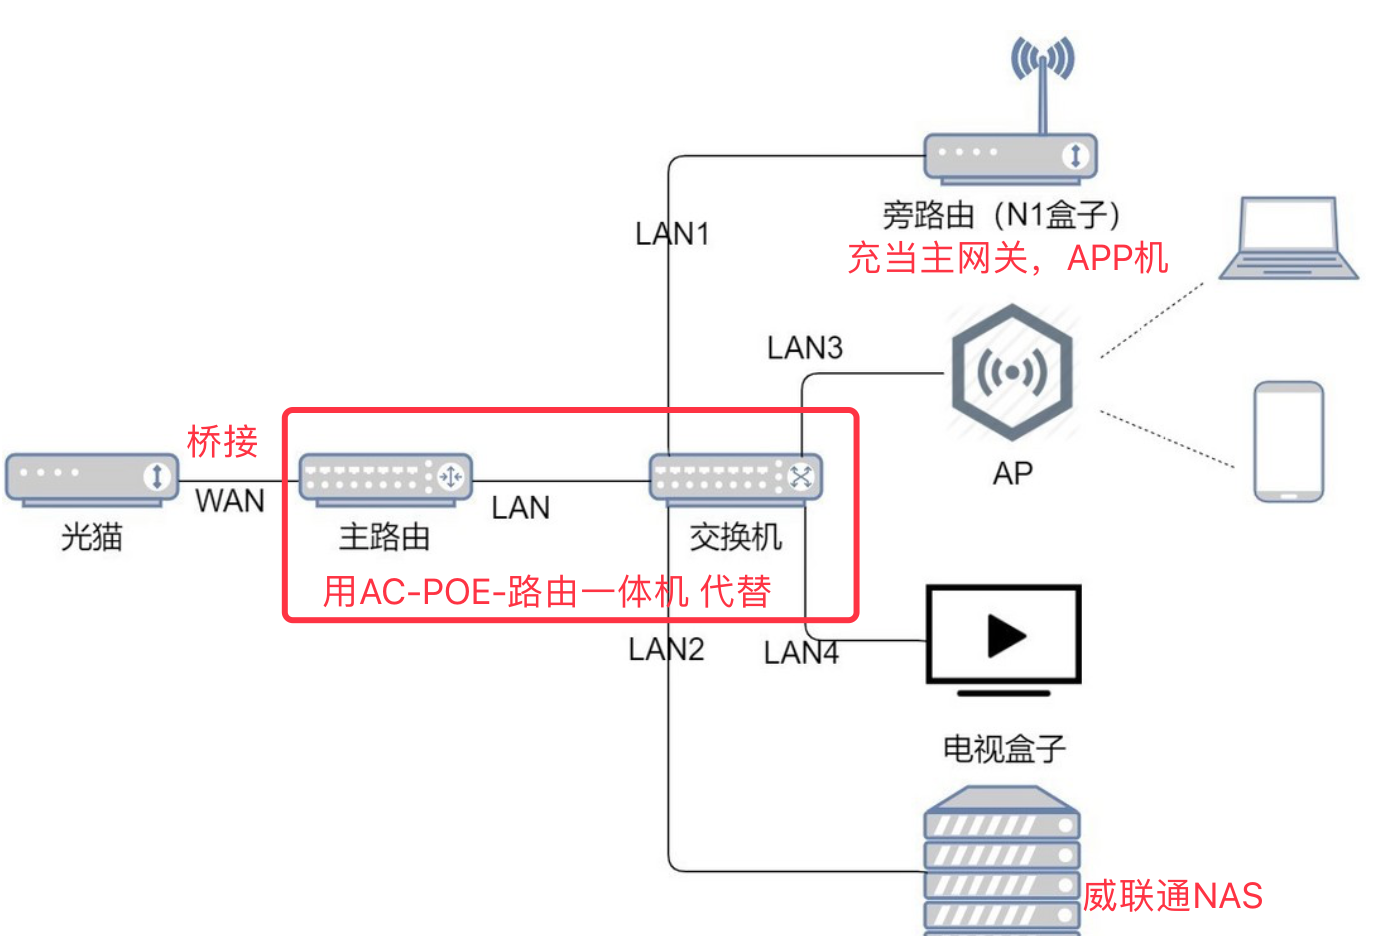 LAN1
旁路由（N1盒子）
充当主网关，APP机
LAN3
AP
桥接
WAN
LAN
光猫
主路由
交换机
用AC-POE-路由一体机 代替
LAN2
LAN4
电视盒子
威联通NAS